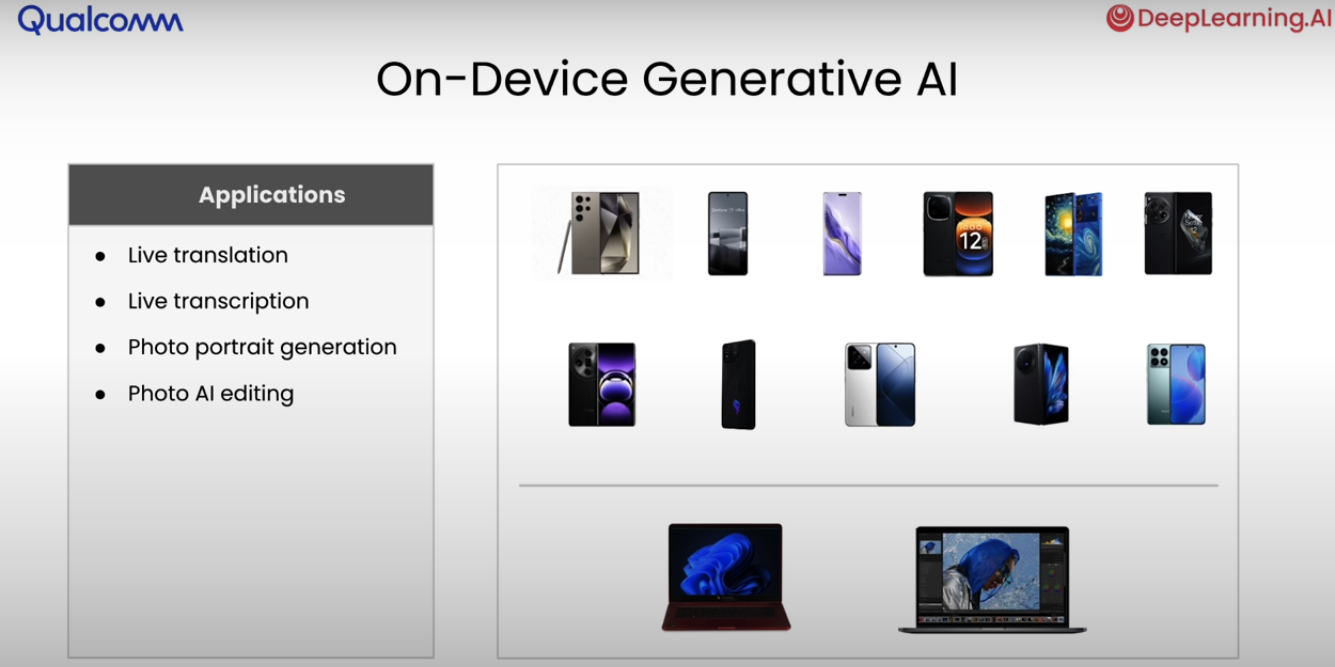 Qualcomm
DeepLearning.AI
On-Device Generative AI
Applications
● Live translation
● Live transcription
● Photo portrait generation
● Photo AI editing
12